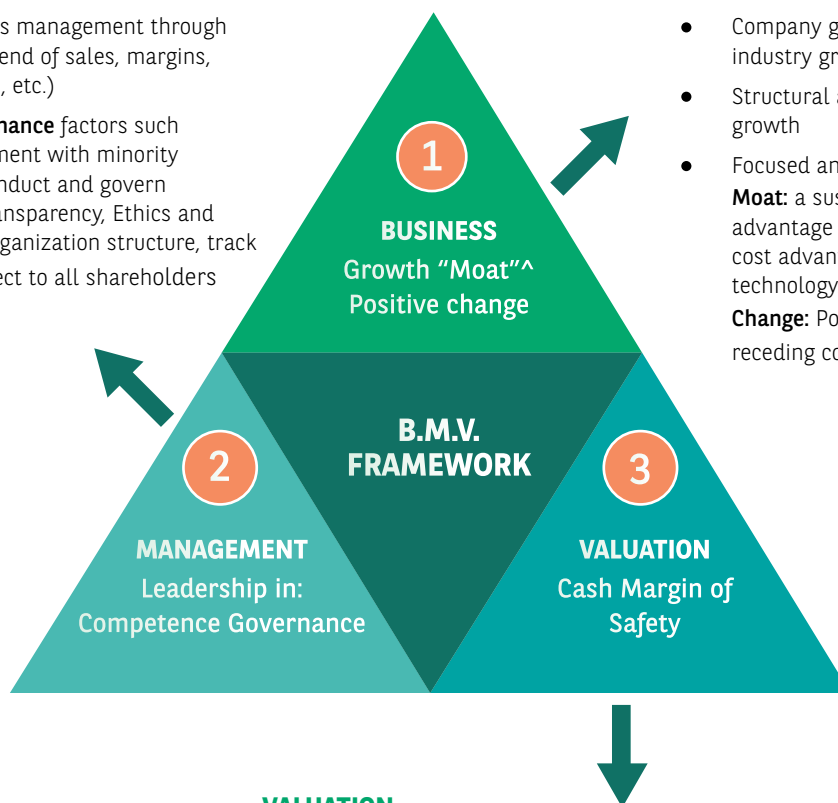 s management through
end of sales, margins,
, etc.)
nance factors such
ment with minority
nduct and govern
ansparency, Ethics and
rganization structure, track
ect to all shareholders
● Company g
industry gr
● Structural a
growth
● Focused an
Moat: a sus
advantage
cost advan
technology
Change: Po
receding co
1
BUSINESS
Growth “Moat”^
Positive change
B.M.V.
FRAMEWORK
2
MANAGEMENT
Leadership in:
Competence Governance
3
VALUATION
Cash Margin of
Safety
VALUATION